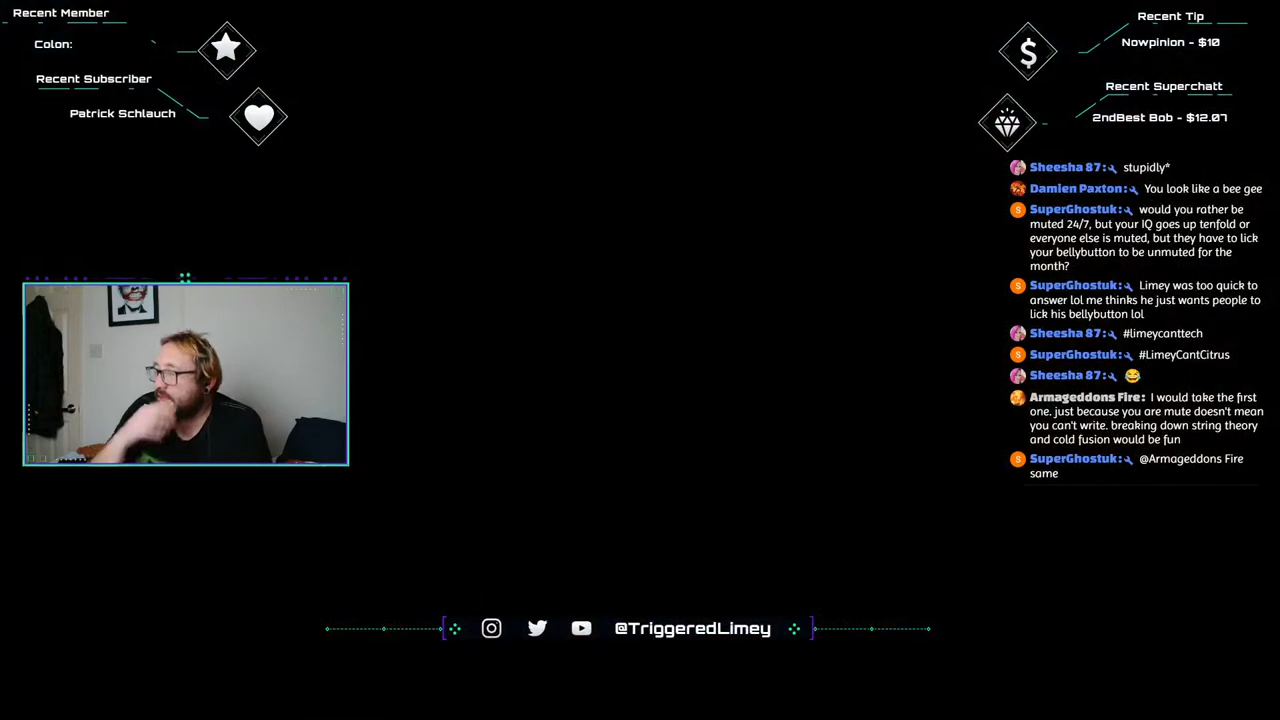 Recent Member
Colon:
Recent Subscriber
Patrick Schlauch
Recent Tip
Nowpinion - $10
Recent Superchatt
2ndBest Bob - $12.07
Sheesha 87: stupidly*
Damien Paxton: You look like a bee gee
SuperGhostuk: would you rather be
muted 24/7, but your IQ goes up tenfold or
everyone else is muted, but they have to lick
your bellybutton to be unmuted for the
month?
SuperGhostuk: Limey was too quick to
answer lol me thinks he just wants people to
lick his bellybutton lol
Sheesha 87: #limeycanttech
SuperGhostuk: #LimeyCantCitrus
Sheesha 87: 😂
Armageddons Fire: I would take the first
one. just because you are mute doesn't mean
you can't write. breaking down string theory
and cold fusion would be fun
SuperGhostuk: @Armageddons Fire
same
@TriggeredLimey